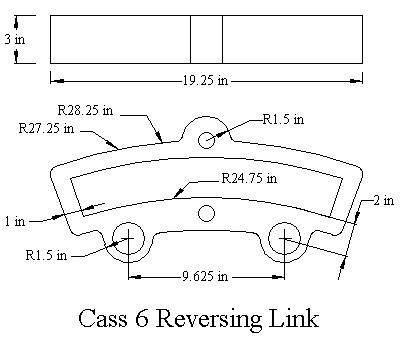 3 in
19.25 in
R28.25 in
R27.25 in
R1.5 in
R24.75 in
2 in
1 in
R1.5 in
9.625 in
Cass 6 Reversing Link